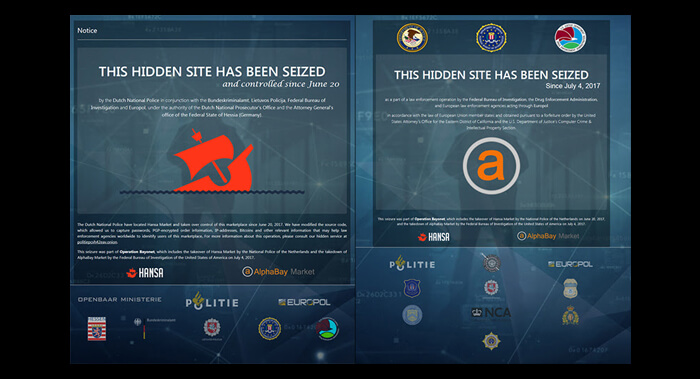 Notice
THIS HIDDEN SITE HAS BEEN SEIZED
and controlled since June 20
by the Dutch National Police in conjunction with the Bundeskriminalamt, Lietuvos Policija, Federal Bureau of
Investigation and Europol, under the authority of the Dutch National Prosecutor's Office and the Attorney General's
office of the Federal State of Hessia (Germany).
The Dutch National Police have located Hansa Market and taken over control of this marketplace since June 20, 2017. We have modified the source code,
which allowed us to capture passwords, PGP-encrypted order information, IP-addresses, Bitcoins and other relevant information that may help law
enforcement agencies worldwide to identify users of this marketplace. For more information about this operation, please consult our hidden service at
This seizure was part of Operation Bayonet, which includes the takeover of Hansa Market by the National Police of the Netherlands and the takedown of
AlphaBay Market by the Federal Bureau of Investigation of the United States of America on July 4, 2017.
HANSA
AlphaBay Market
OPENBAAR MINISTERIE
POLITIE
EUROPOL
HESSEN
Bundeskriminalamt
THIS HIDDEN SITE HAS BEEN SEIZED
Since July 4, 2017
as a part of a law enforcement operation by the Federal Bureau of Investigation, the Drug Enforcement Administration,
and European law enforcement agencies acting through Europol
in accordance with the law of European Union member states and obtained pursuant to a forfeiture order by the United
States Attorney's Office for the Eastern District of California and the U.S. Department of Justice's Computer Crime &
Intellectual Property Section.
a
This seizure was part of Operation Bayonet, which includes the takeover of Hansa Market by the National Police of the Netherlands on June 20, 2017,
and the takedown of AlphaBay Market by the Federal Bureau of Investigation of the United States of America on July 4, 2017.
HANSA
AlphaBay Market
POLITIE
EUROPOL
NCA